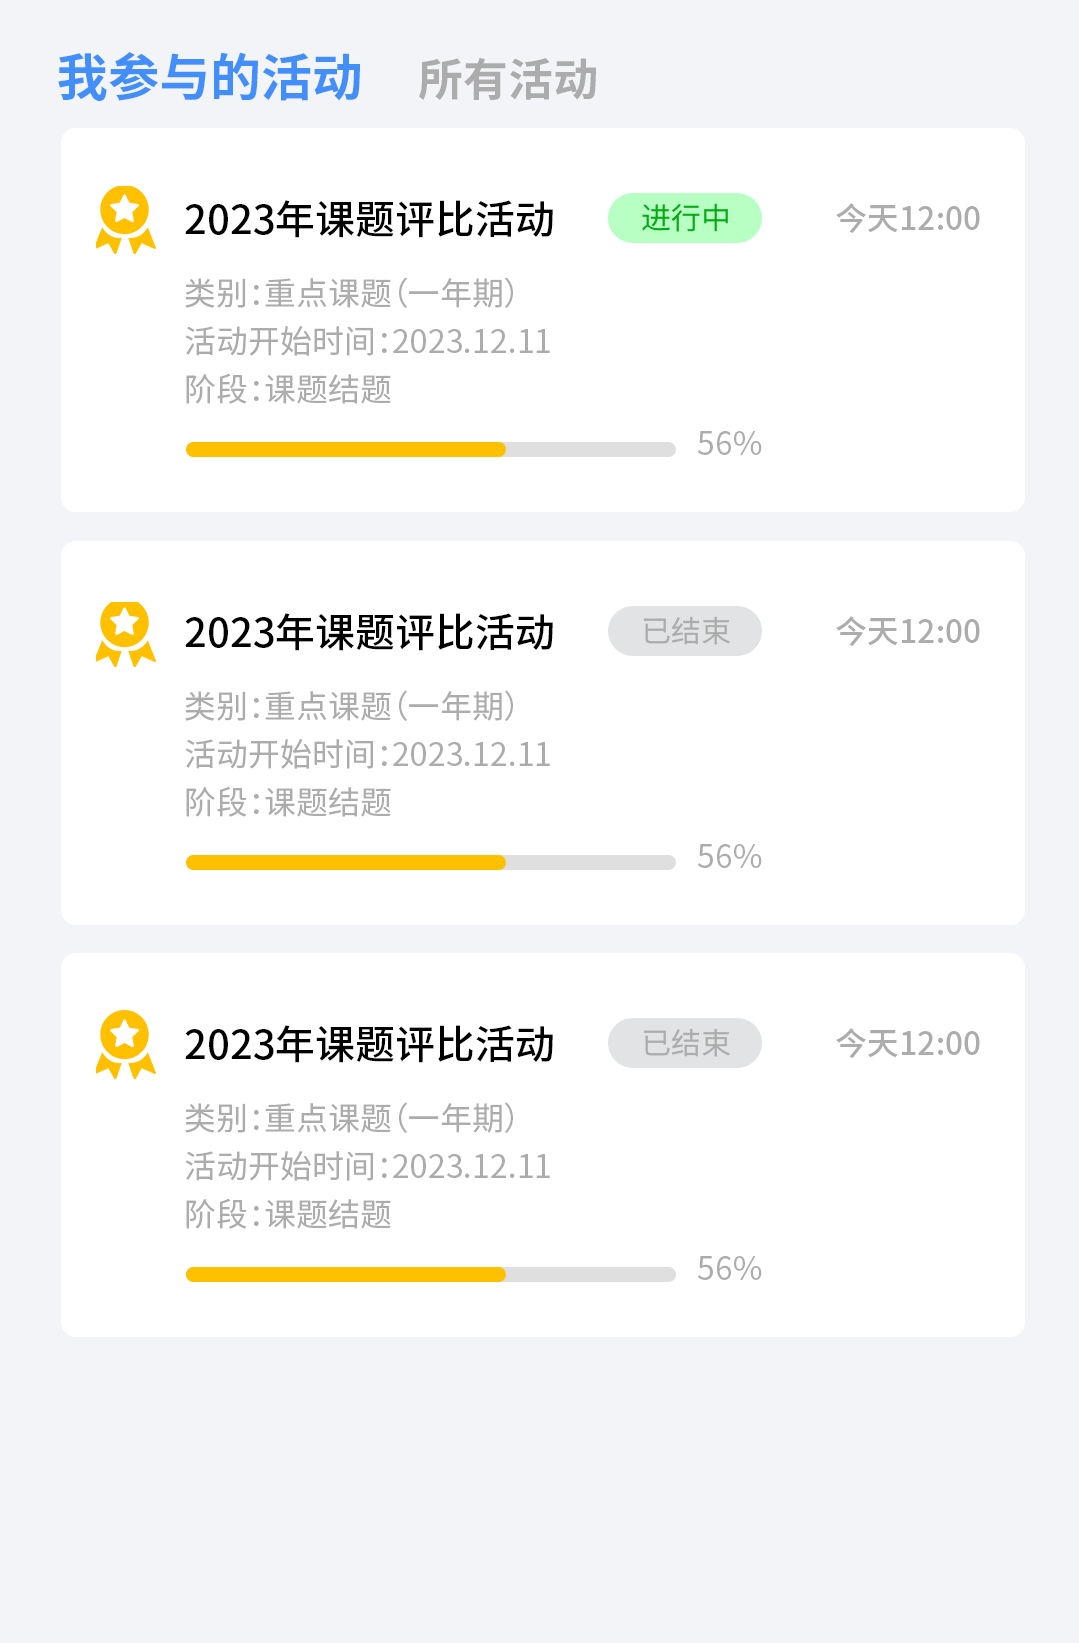 我参与的活动 所有活动
2023年课题评比活动 进行中 今天12:00
类别：重点课题（一年期）
活动开始时间：2023.12.11
阶段：课题结题
56%
2023年课题评比活动 已结束 今天12:00
类别：重点课题（一年期）
活动开始时间：2023.12.11
阶段：课题结题
56%
2023年课题评比活动 已结束 今天12:00
类别：重点课题（一年期）
活动开始时间：2023.12.11
阶段：课题结题
56%